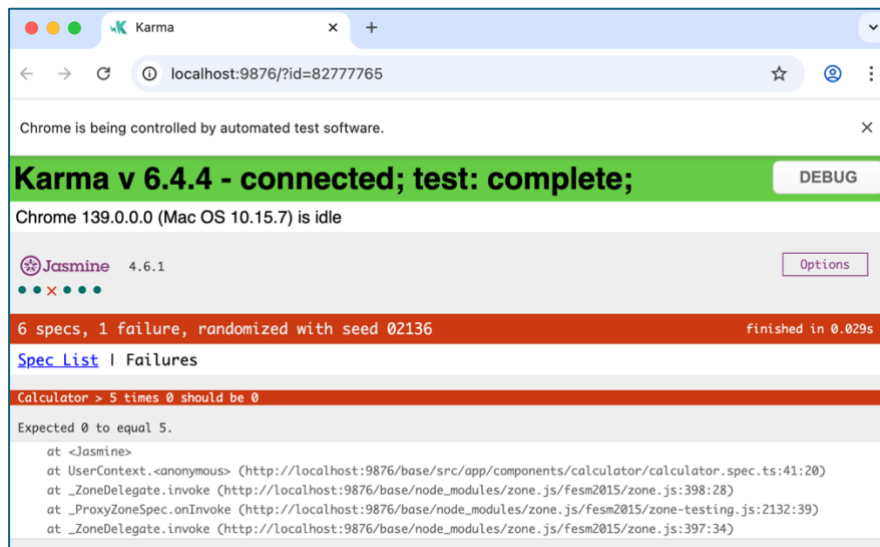 Karma
localhost:9876/?id=82777765
Chrome is being controlled by automated test software.
Karma v 6.4.4 - connected; test: complete;
DEBUG
Chrome 139.0.0.0 (Mac OS 10.15.7) is idle
Jasmine 4.6.1
Options
6 specs, 1 failure, randomized with seed 02136
finished in 0.029s
Spec List | Failures
Calculator > 5 times 0 should be 0
Expected 0 to equal 5.
at <Jasmine>
at UserContext.<anonymous> (http://localhost:9876/base/src/app/components/calculator/calculator.spec.ts:41:20)
at _ZoneDelegate.invoke (http://localhost:9876/base/node_modules/zone.js/fesm2015/zone.js:398:28)
at _ProxyZoneSpec.onInvoke (http://localhost:9876/base/node_modules/zone.js/fesm2015/zone-testing.js:2132:39)
at _ZoneDelegate.invoke (http://localhost:9876/base/node_modules/zone.js/fesm2015/zone.js:397:34)